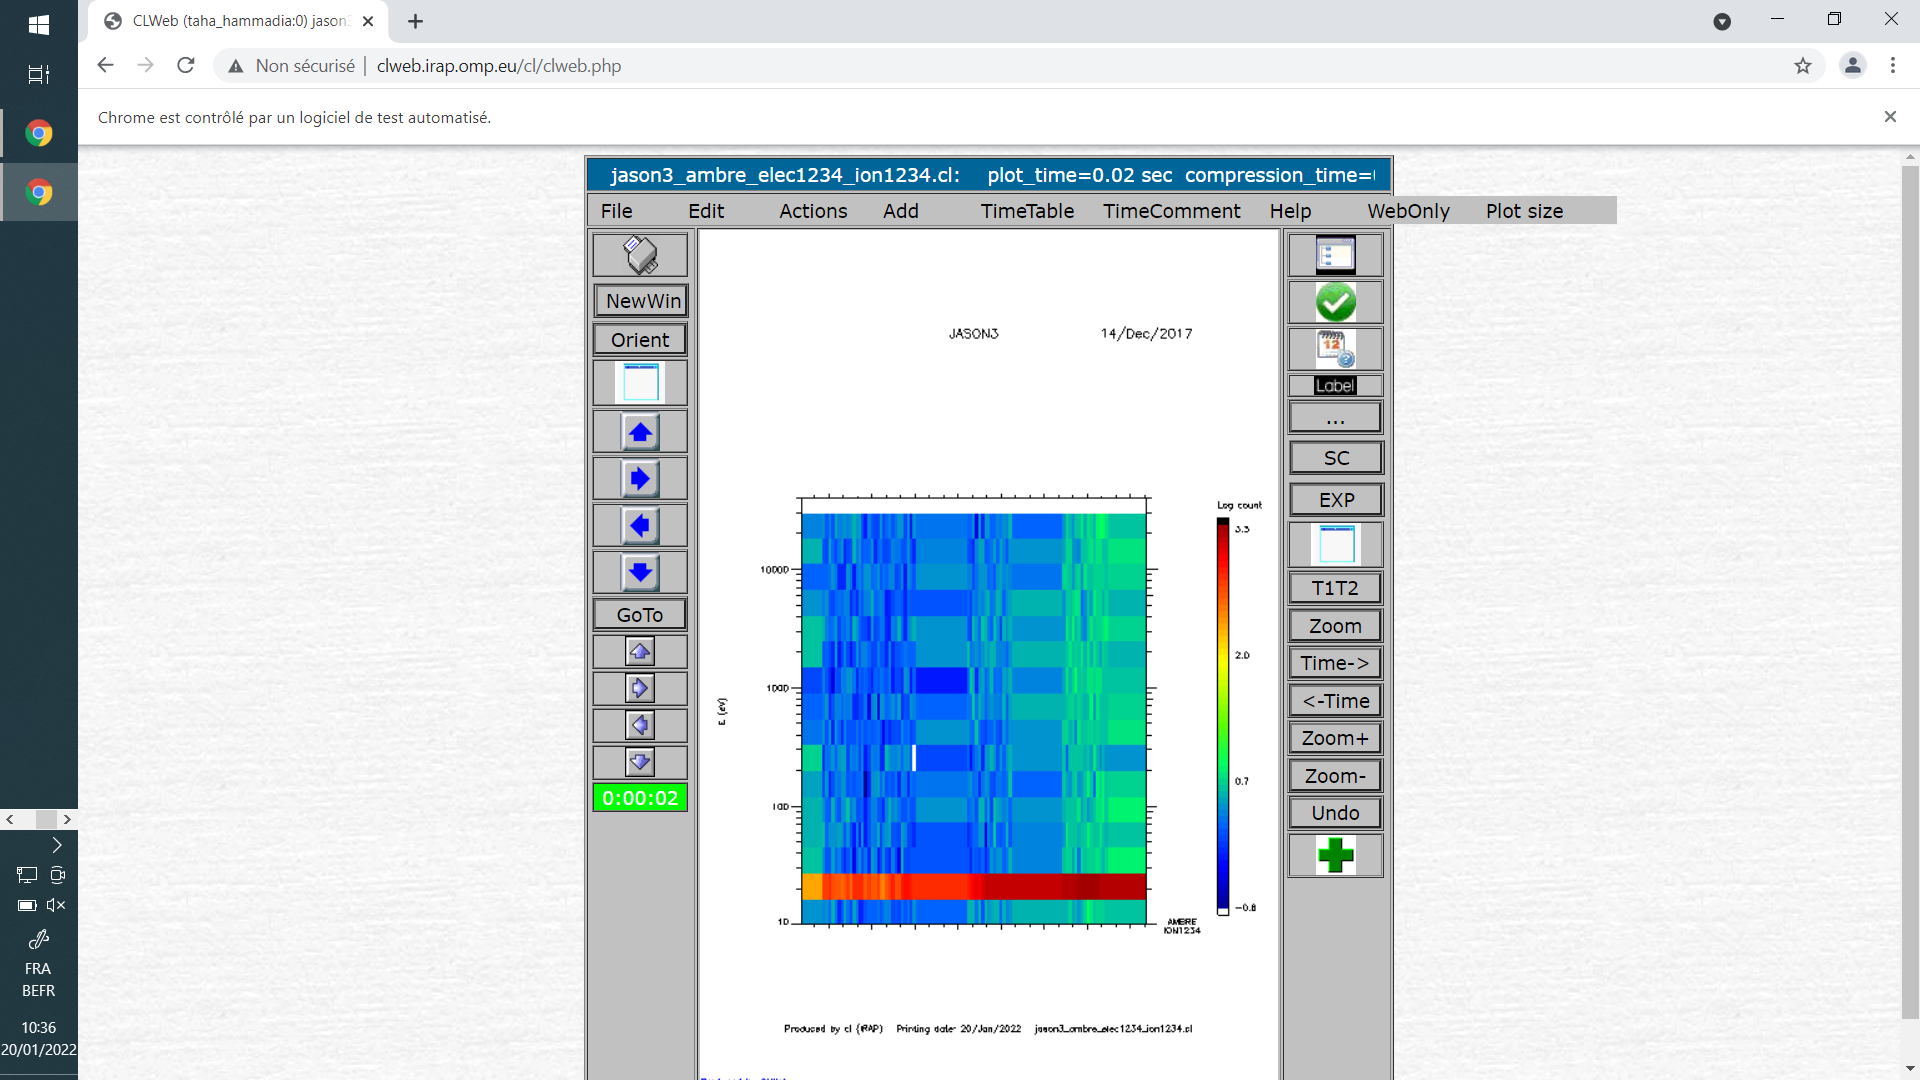 CLWeb (taha_hammadia:0) jason3
Non sécurisé | clweb.irap.omp.eu/cl/clweb.php
Chrome est contrôlé par un logiciel de test automatisé.
jason3_ambre_elec1234_ion1234.cl: plot_time=0.02 sec compression_time=
File Edit Actions Add TimeTable TimeComment Help WebOnly Plot size
NewWin
Orient
GoTo
0:00:02
JASON3 14/Dec/2017
Log count
3.3
2.0
0.7
-0.8
E (eV)
10000
1000
100
10
AMBRE
ION1234
Produced by cl (IRAP) Printing date: 20/Jan/2022 jason3_ambre_elec1234_ion1234.cl
12
Label
...
SC
EXP
T1T2
Zoom
Time->
<-Time
Zoom+
Zoom-
Undo
FRA
BEFR
10:36
20/01/2022